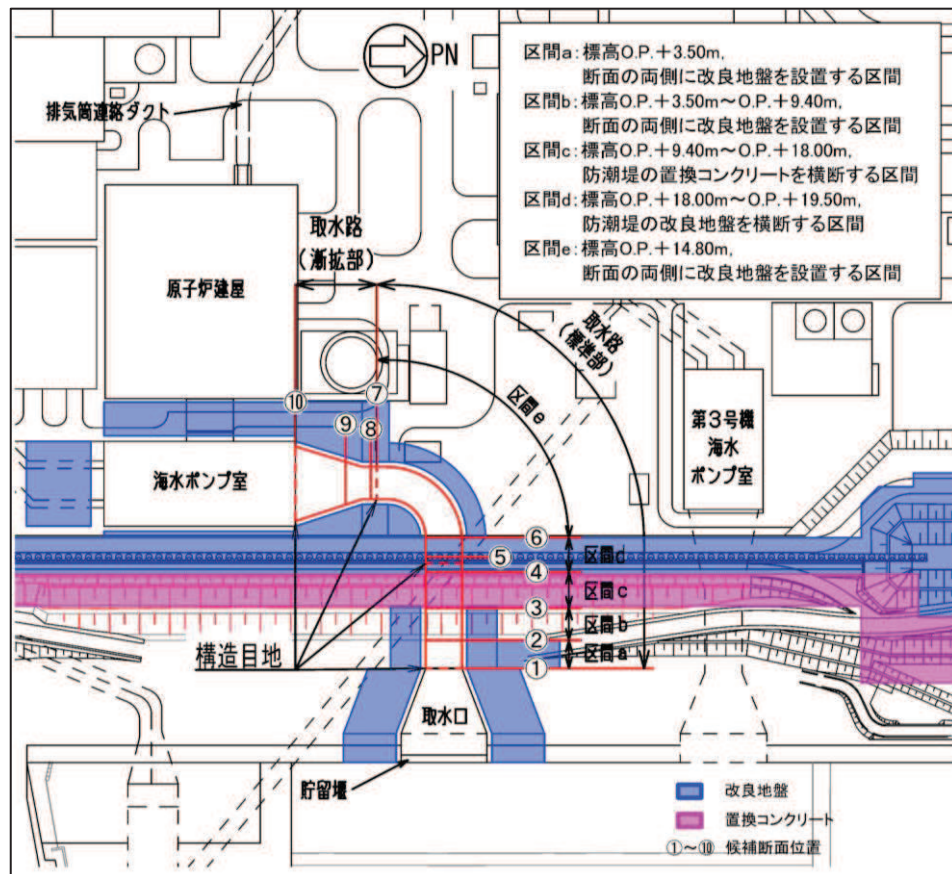 区間a:標高O.P.+3.50m,
断面の両側に改良地盤を設置する区間
区間b:標高O.P.+3.50m～O.P.+9.40m,
断面の両側に改良地盤を設置する区間
区間c:標高O.P.+9.40m～O.P.+18.00m,
防潮堤の置換コンクリートを横断する区間
区間d:標高O.P.+18.00m～O.P.+19.50m,
防潮堤の改良地盤を横断する区間
区間e:標高O.P.+14.80m,
断面の両側に改良地盤を設置する区間
PN
排気筒連絡ダクト
取水路
(漸拡部)
原子炉建屋
取水路
(標準部)
区間e
⑦
⑩
⑨
⑧
第3号機
海水
ポンプ室
海水ポンプ室
⑥
⑤
区間d
④
区間c
③
区間b
②
区間a
①
構造目地
取水口
貯留堰
改良地盤
置換コンクリート
①～⑩ 候補断面位置